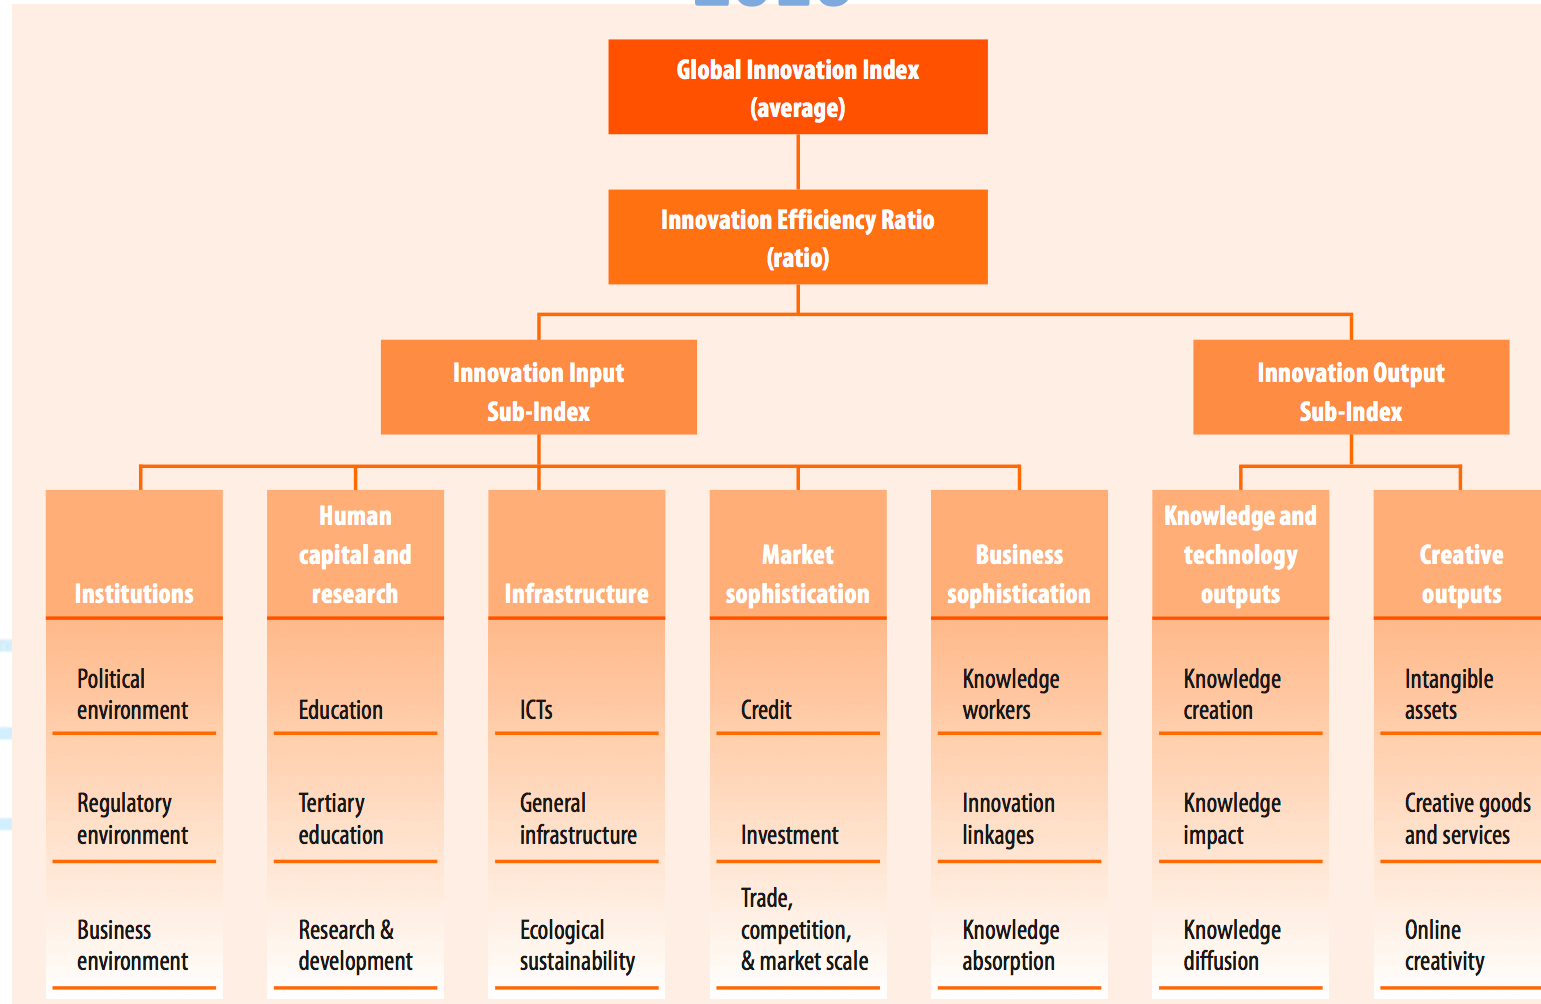 Global Innovation Index
(average)
Innovation Efficiency Ratio
(ratio)
Innovation Input
Sub-Index
Innovation Output
Sub-Index
Institutions
Human
capital and
research
Infrastructure
Market
sophistication
Business
sophistication
Knowledge and
technology
outputs
Creative
outputs
Political
environment
Education
ICTs
Credit
Knowledge
workers
Knowledge
creation
Intangible
assets
Regulatory
environment
Tertiary
education
General
infrastructure
Investment
Innovation
linkages
Knowledge
impact
Creative goods
and services
Business
environment
Research &
development
Ecological
sustainability
Trade,
competition,
& market scale
Knowledge
absorption
Knowledge
diffusion
Online
creativity